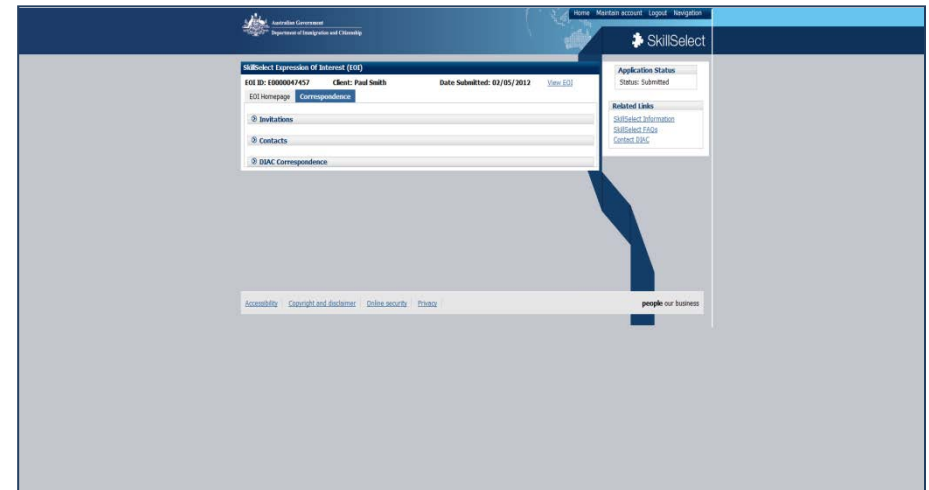 Home Maintain account Logout Navigation
Australian Government
Department of Immigration and Citizenship
SkillSelect
SkillSelect Expression Of Interest (EOI)
EOI ID: E0000047457 Client: Paul Smith Date Submitted: 02/05/2012 View EOI
EOI Homepage Correspondence
Invitations
Contacts
DIAC Correspondence
Application Status
Status: Submitted
Related Links
SkillSelect Information
SkillSelect FAQs
Contact DIAC
Accessibility Copyright and disclaimer Online security Privacy
people our business